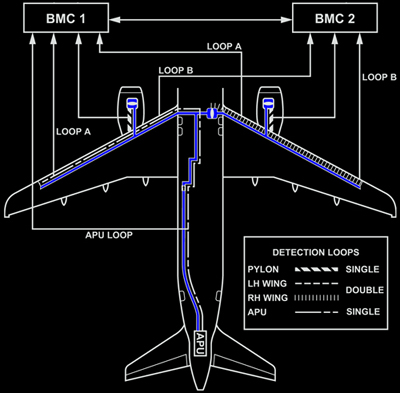 BMC 1
BMC 2
LOOP A
LOOP B
LOOP B
LOOP A
APU LOOP
DETECTION LOOPS
PYLON SINGLE
LH WING
DOUBLE
RH WING
APU SINGLE
APU